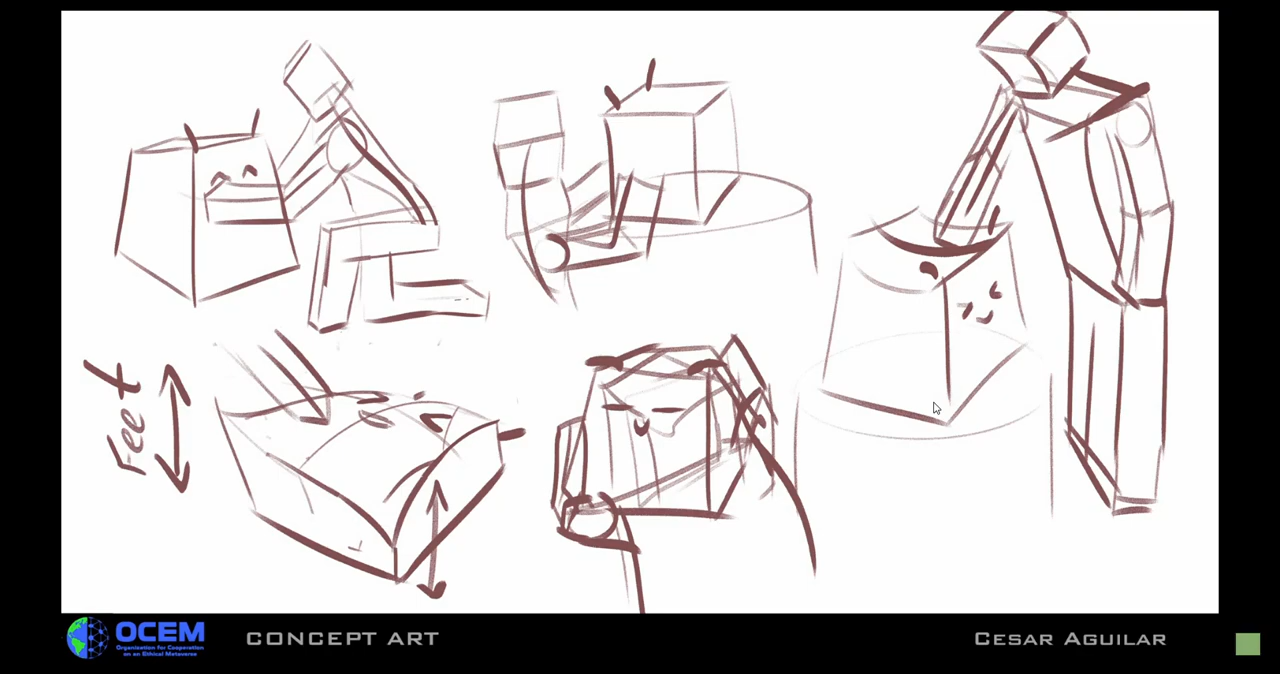 Feet
OCEM
Organization for Cooperation
on an Ethical Metaverse
CONCEPT ART
Cesar Aguilar